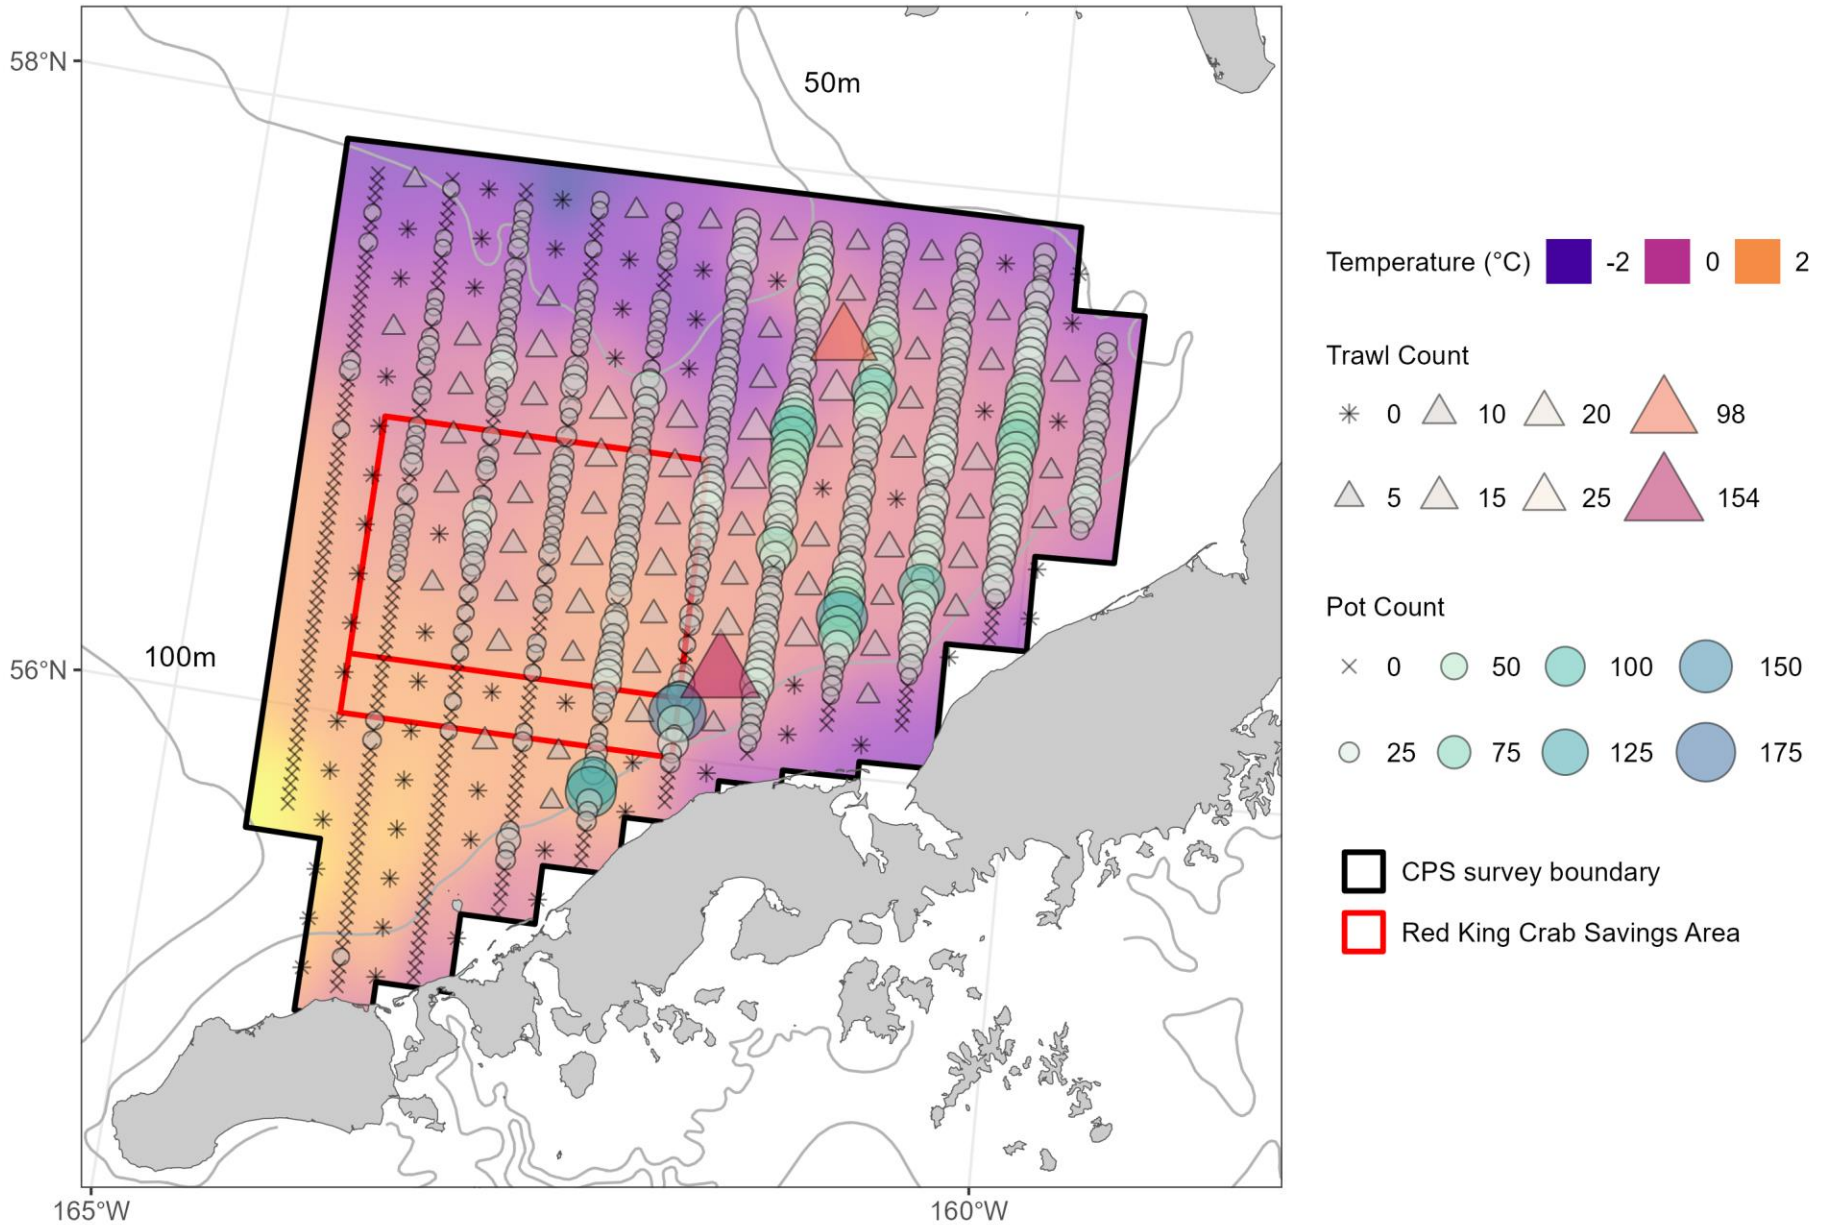 58°N
56°N
165°W
160°W
50m
100m
Temperature (°C) -2 0 2
Trawl Count
0 10 20 98
5 15 25 154
Pot Count
0 50 100 150
25 75 125 175
CPS survey boundary
Red King Crab Savings Area